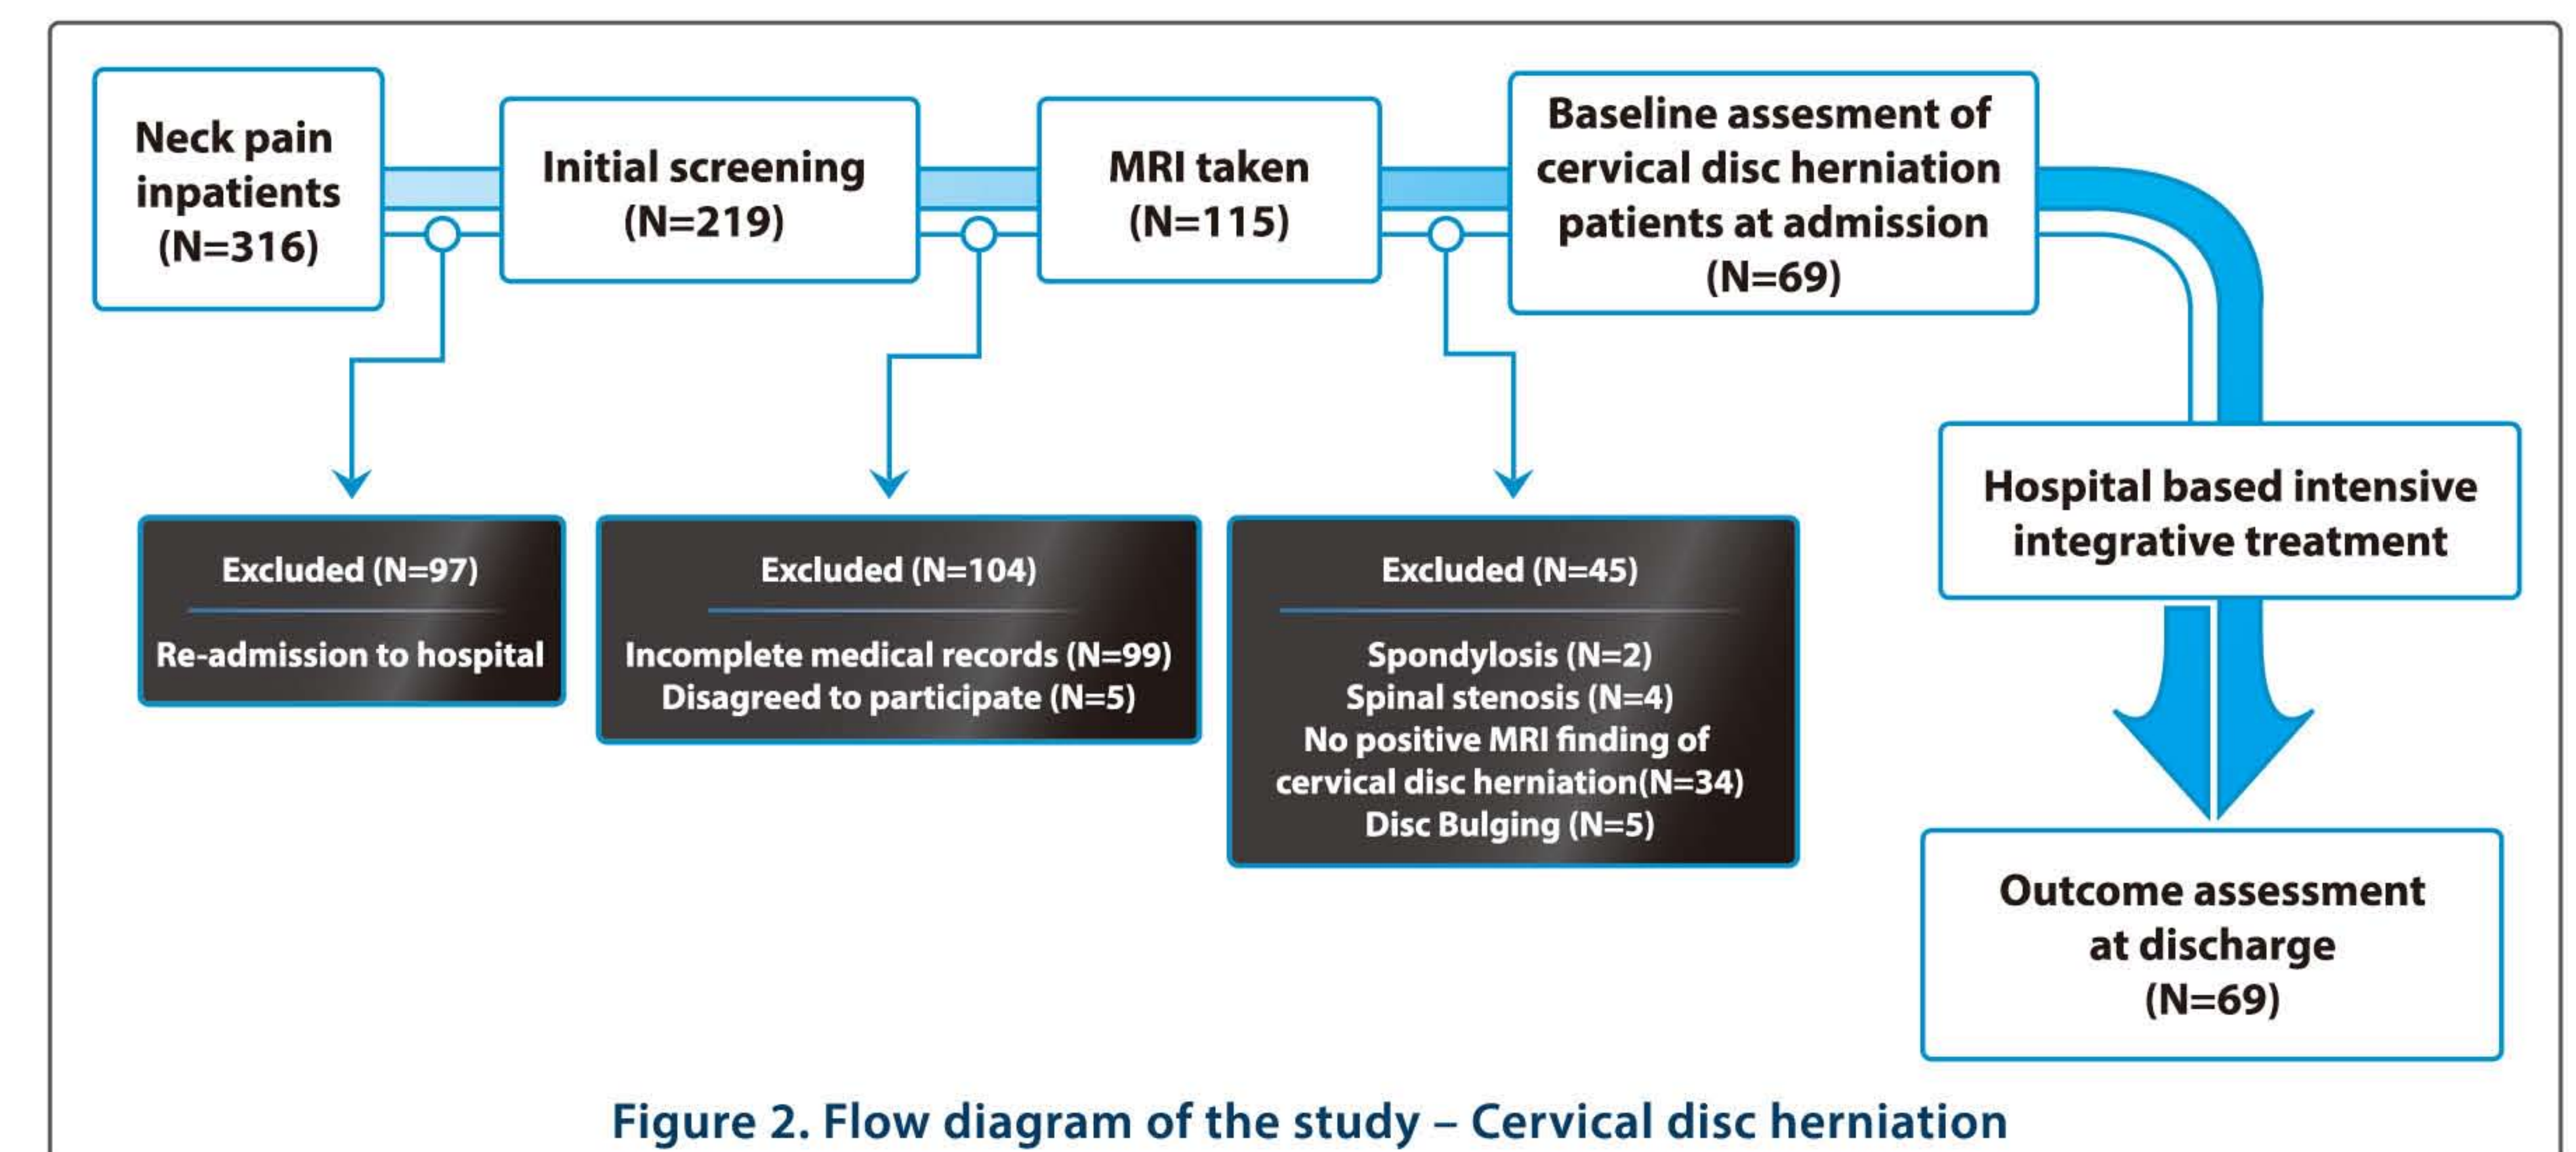 Neck pain
inpatients
(N=316)
Initial screening
(N=219)
MRI taken
(N=115)
Baseline assesment of
cervical disc herniation
patients at admission
(N=69)
Excluded (N=97)
Re-admission to hospital
Excluded (N=104)
Incomplete medical records (N=99)
Disagreed to participate (N=5)
Excluded (N=45)
Spondylosis (N=2)
Spinal stenosis (N=4)
No positive MRI finding of
cervical disc herniation(N=34)
Disc Bulging (N=5)
Hospital based intensive
integrative treatment
Outcome assessment
at discharge
(N=69)
Figure 2. Flow diagram of the study – Cervical disc herniation